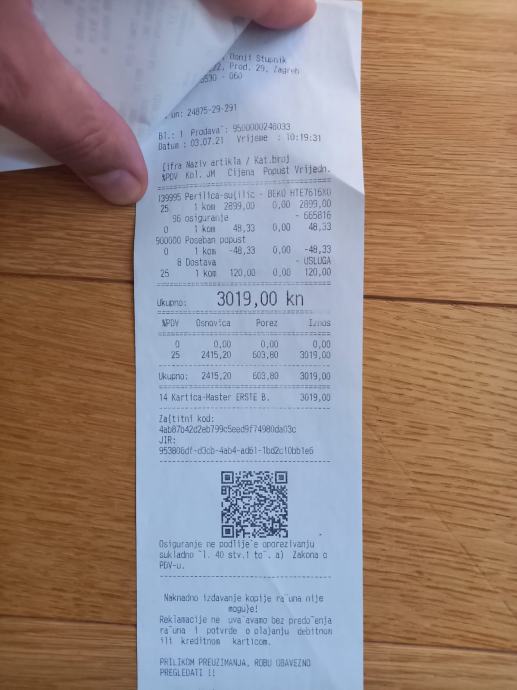 , Donji Stupnik
22, Prod. 29, Zagreb
un: 24875-29-291
Bl.: 1 Prodava~: 9500000248033
Datum : 03.07.21 Vrijeme : 10:19:31
[ifra Naziv artikla / Kat.broj
%PDV Kol. JM Cijena Popust Vrijedn.
139995 Perilica-su{ilic - BEKO HTE7616X0
25 1 kom 2899,00 0,00 2899,00
96 osiguranje - 665816
0 1 kom 48,33 0,00 48,33
900000 Poseban popust
0 1 kom -48,33 0,00 -48,33
8 Dostava - USLUGA
25 1 kom 120,00 0,00 120,00
Ukupno: 3019,00 kn
%PDV Osnovica Porez Iznos
0 0,00 0,00 0,00
25 2415,20 603,80 3019,00
Ukupno: 2415,20 603,80 3019,00
14 Kartica-Master ERSTE B. 3019,00
Za{titni kod:
4ab87b42d2eb799c5eed9f74980da03c
JIR:
953806df-d3cb-4ab4-ad61-1bd2c10bb1e6
Osiguranje ne podlije`e oporezivanju
sukladno ~l. 40 stv.1 to~. a) Zakona o
PDV-u.
Naknadno izdavanje kopije ra~una nije
mogu}e!
Reklamacije ne uva`avamo bez predo~enja
ra~una i potvrde o plajanju debitnom
ili kreditnom karticom.
PRILIKOM PREUZIMANJA, ROBU OBAVEZNO
PREGLEDATI !!